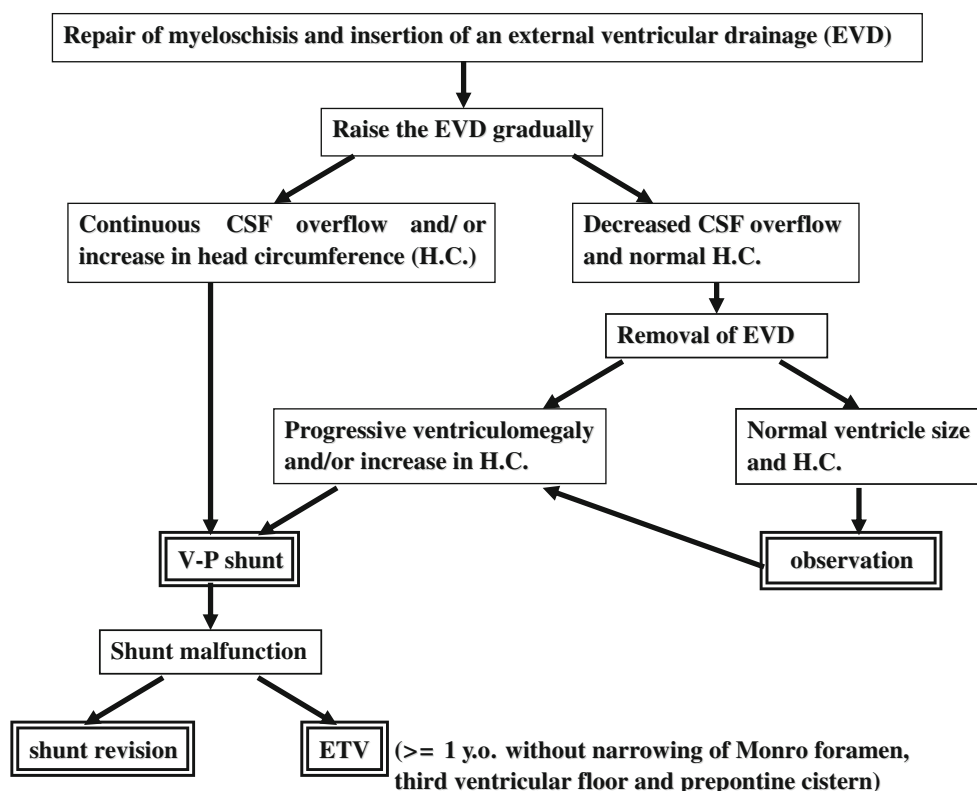 Repair of myeloschisis and insertion of an external ventricular drainage (EVD)
Raise the EVD gradually
Continuous CSF overflow and/ or
increase in head circumference (H.C.)
Decreased CSF overflow
and normal H.C.
Removal of EVD
Progressive ventriculomegaly
and/or increase in H.C.
Normal ventricle size
and H.C.
V-P shunt
observation
Shunt malfunction
shunt revision
ETV
(>= 1 y.o. without narrowing of Monro foramen,
third ventricular floor and prepontine cistern)